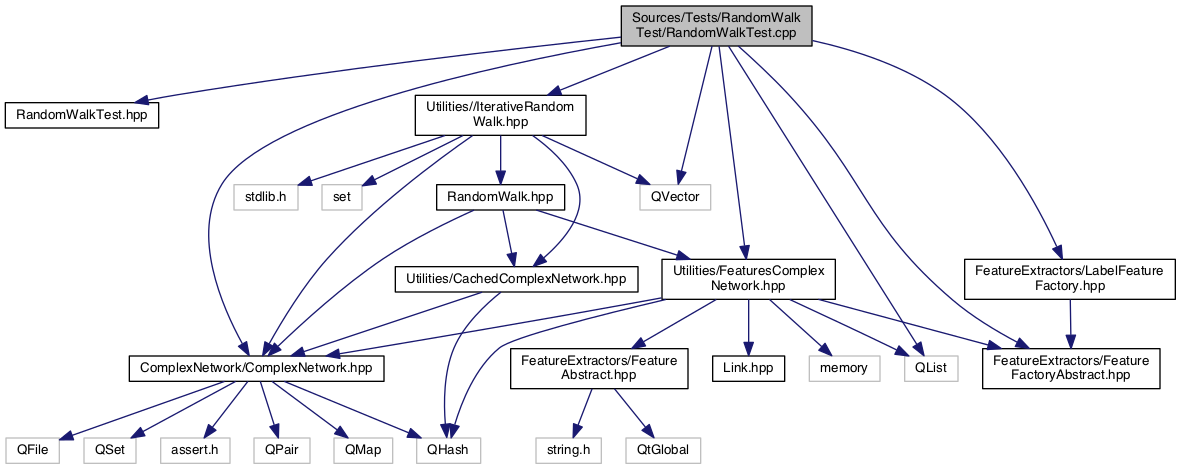 Sources/Tests/RandomWalk
Test/RandomWalkTest.cpp
RandomWalkTest.hpp
Utilities//IterativeRandom
Walk.hpp
stdlib.h
set
RandomWalk.hpp
QVector
Utilities/CachedComplexNetwork.hpp
Utilities/FeaturesComplex
Network.hpp
FeatureExtractors/LabelFeature
Factory.hpp
ComplexNetwork/ComplexNetwork.hpp
FeatureExtractors/Feature
Abstract.hpp
Link.hpp
memory
QList
FeatureExtractors/Feature
FactoryAbstract.hpp
QFile
QSet
assert.h
QPair
QMap
QHash
string.h
QtGlobal